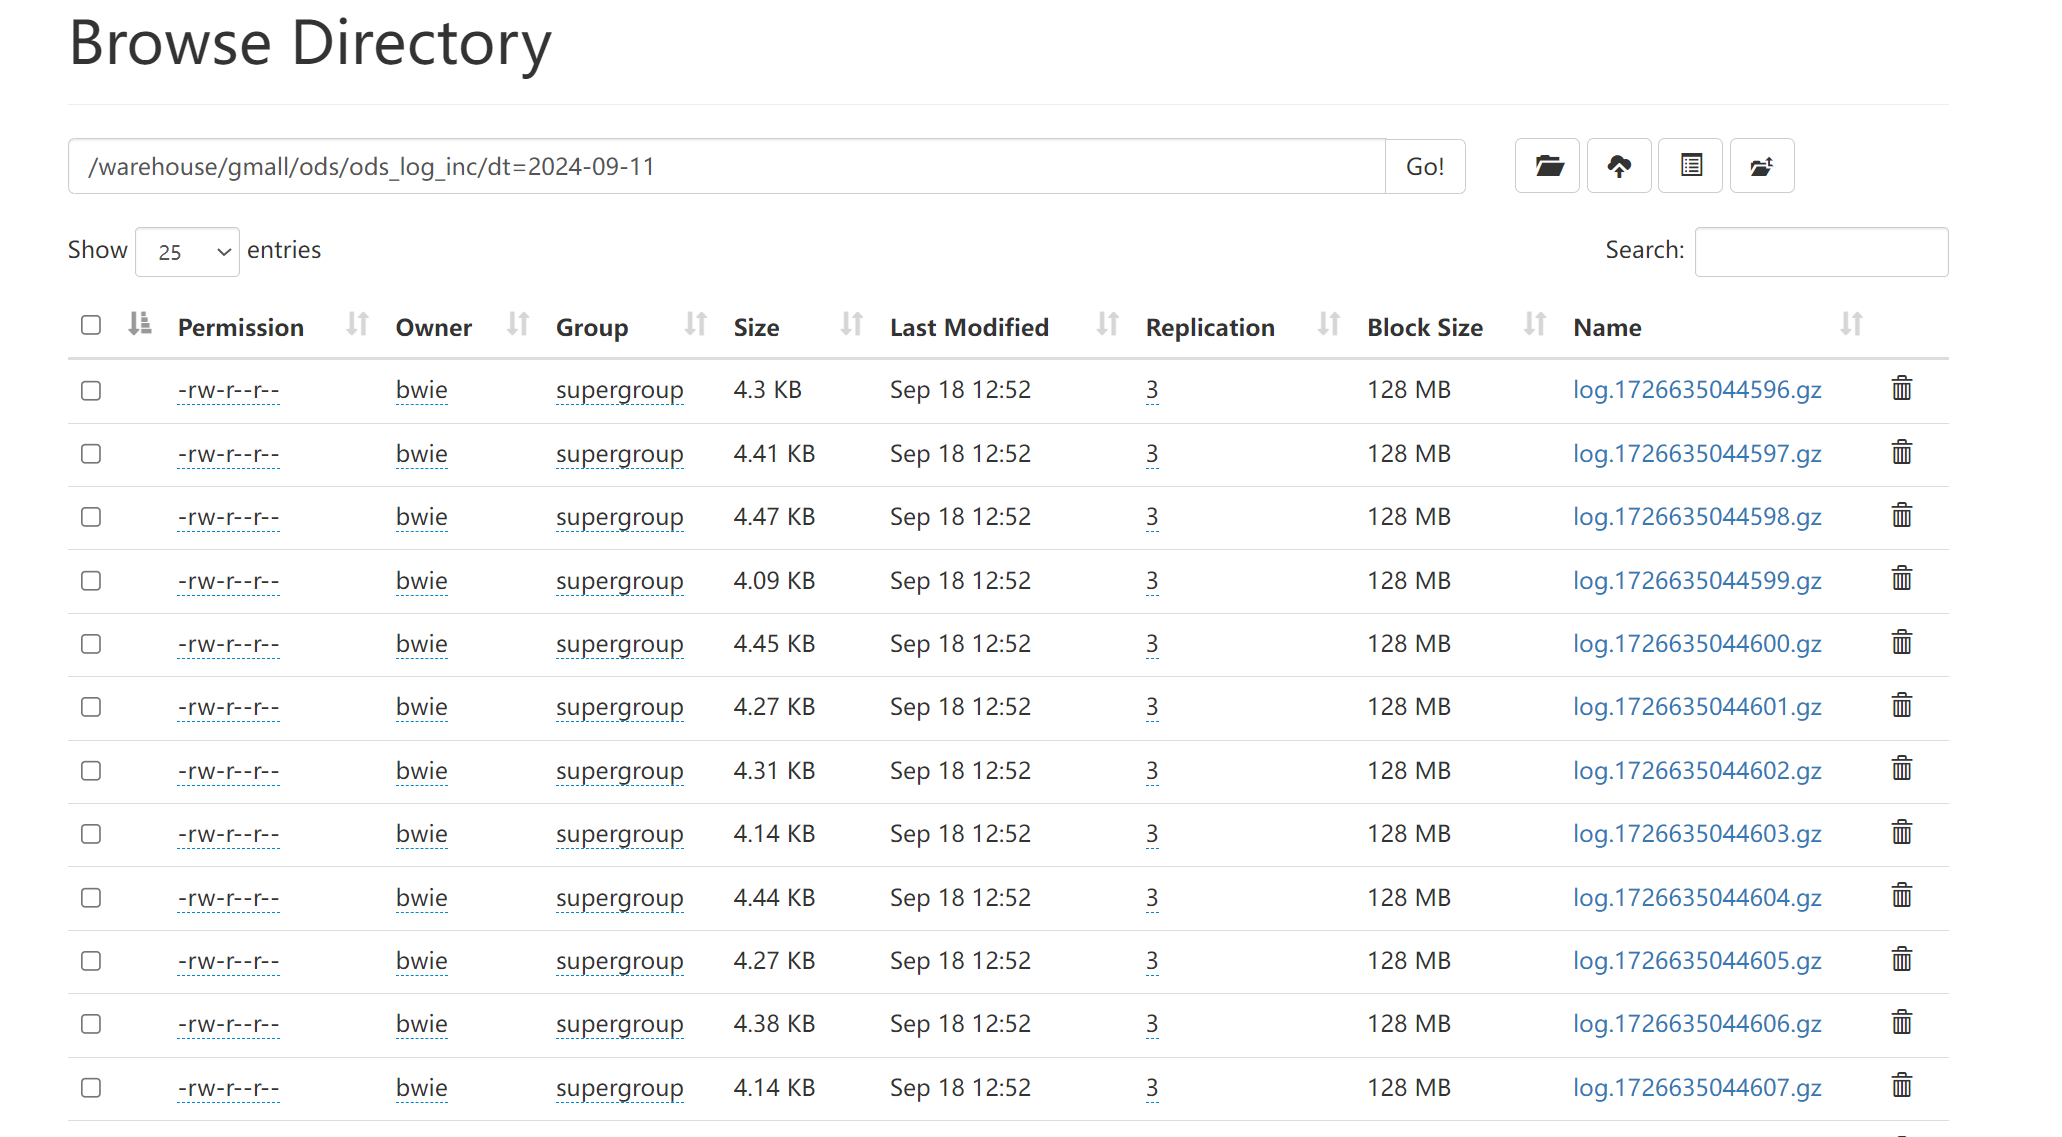 Browse Directory
/warehouse/gmall/ods/ods_log_inc/dt=2024-09-11 Go!
Show 25 entries Search:
Permission Owner Group Size Last Modified Replication Block Size Name
-rw-r--r-- bwie supergroup 4.3 KB Sep 18 12:52 3 128 MB log.1726635044596.gz
-rw-r--r-- bwie supergroup 4.41 KB Sep 18 12:52 3 128 MB log.1726635044597.gz
-rw-r--r-- bwie supergroup 4.47 KB Sep 18 12:52 3 128 MB log.1726635044598.gz
-rw-r--r-- bwie supergroup 4.09 KB Sep 18 12:52 3 128 MB log.1726635044599.gz
-rw-r--r-- bwie supergroup 4.45 KB Sep 18 12:52 3 128 MB log.1726635044600.gz
-rw-r--r-- bwie supergroup 4.27 KB Sep 18 12:52 3 128 MB log.1726635044601.gz
-rw-r--r-- bwie supergroup 4.31 KB Sep 18 12:52 3 128 MB log.1726635044602.gz
-rw-r--r-- bwie supergroup 4.14 KB Sep 18 12:52 3 128 MB log.1726635044603.gz
-rw-r--r-- bwie supergroup 4.44 KB Sep 18 12:52 3 128 MB log.1726635044604.gz
-rw-r--r-- bwie supergroup 4.27 KB Sep 18 12:52 3 128 MB log.1726635044605.gz
-rw-r--r-- bwie supergroup 4.38 KB Sep 18 12:52 3 128 MB log.1726635044606.gz
-rw-r--r-- bwie supergroup 4.14 KB Sep 18 12:52 3 128 MB log.1726635044607.gz